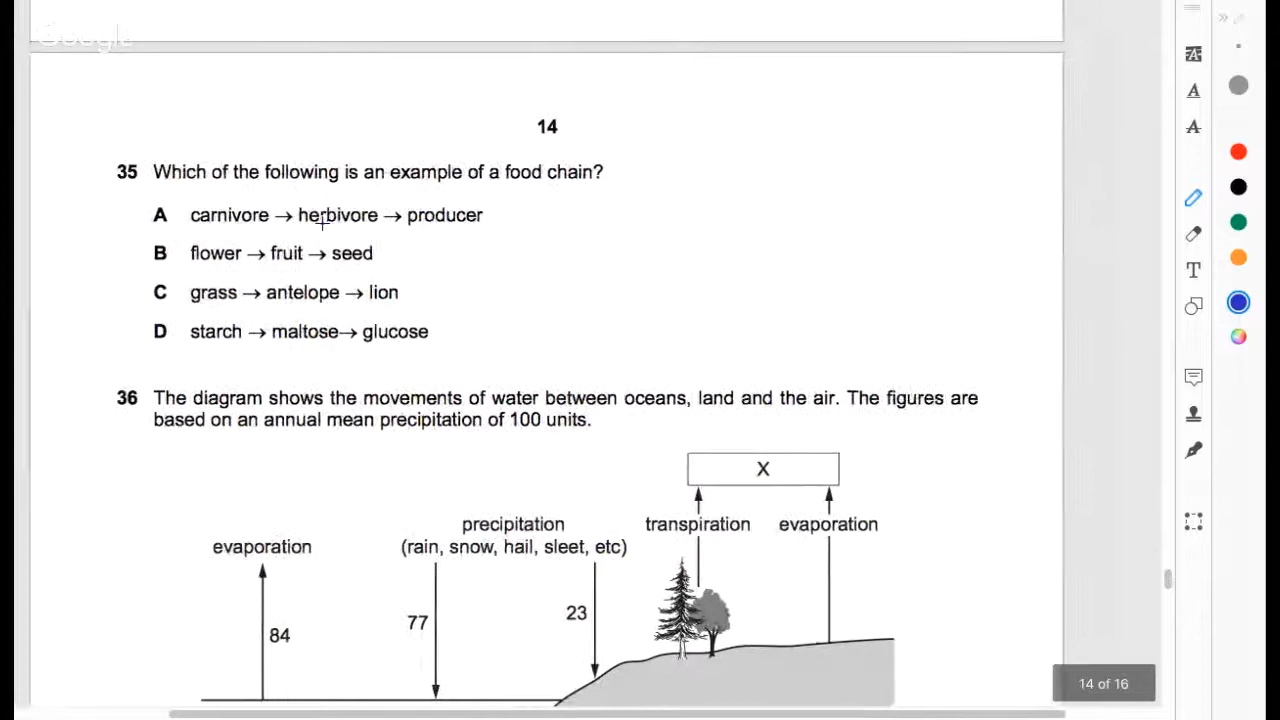 Google
14
35 Which of the following is an example of a food chain?
A carnivore → herbivore → producer
B flower → fruit → seed
C grass → antelope → lion
D starch → maltose→ glucose
36 The diagram shows the movements of water between oceans, land and the air. The figures are
based on an annual mean precipitation of 100 units.
X
precipitation transpiration evaporation
evaporation (rain, snow, hail, sleet, etc)
84 77 23
14 of 16
A
A
A
T